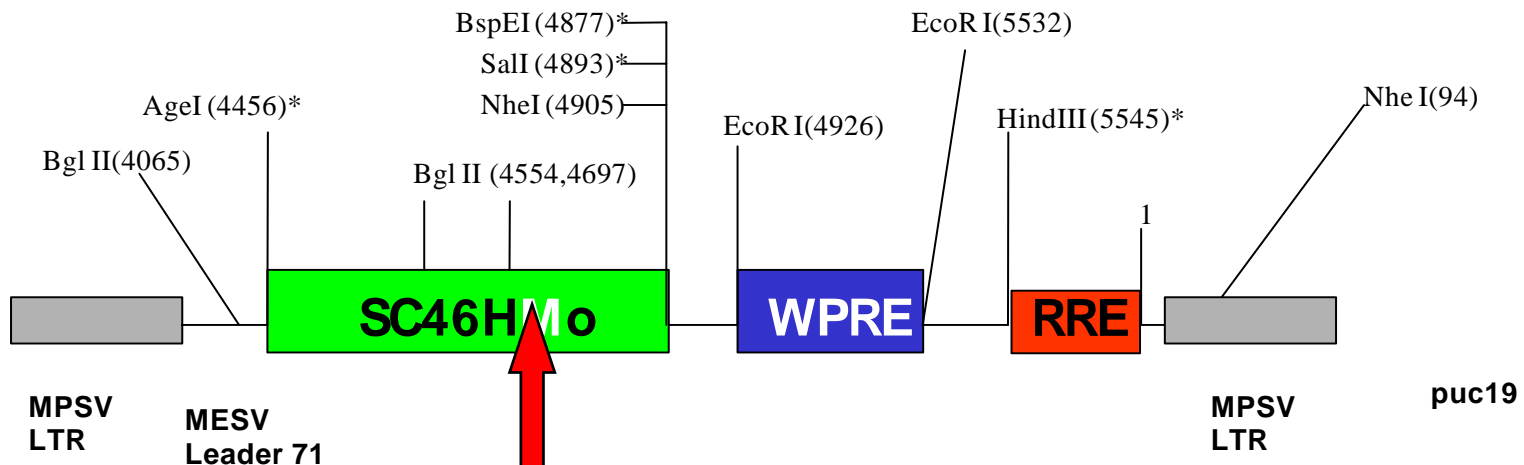 BspEI (4877)*
EcoR I(5532)
SalI (4893)*
AgeI (4456)*
NheI (4905)
Nhe I(94)
EcoR I(4926)
HindIII (5545)*
Bgl II(4065)
Bgl II (4554,4697)
1
SC46HMo
WPRE
RRE
MPSV
LTR
MESV
Leader 71
MPSV
LTR
puc19